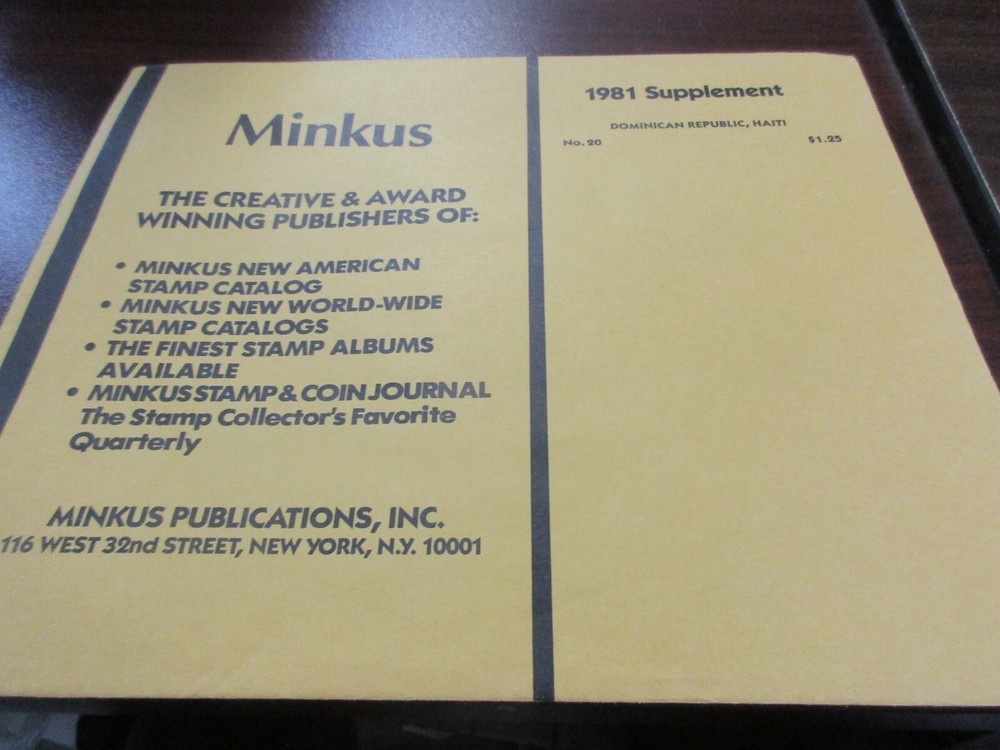 Minkus
THE CREATIVE & AWARD
WINNING PUBLISHERS OF:
• MINKUS NEW AMERICAN
STAMP CATALOG
• MINKUS NEW WORLD-WIDE
STAMP CATALOGS
• THE FINEST STAMP ALBUMS
AVAILABLE
• MINKUS STAMP & COIN JOURNAL
The Stamp Collector's Favorite
Quarterly
MINKUS PUBLICATIONS, INC.
116 WEST 32nd STREET, NEW YORK, N.Y. 10001
1981 Supplement
DOMINICAN REPUBLIC, HAITI
No. 20 $1.25